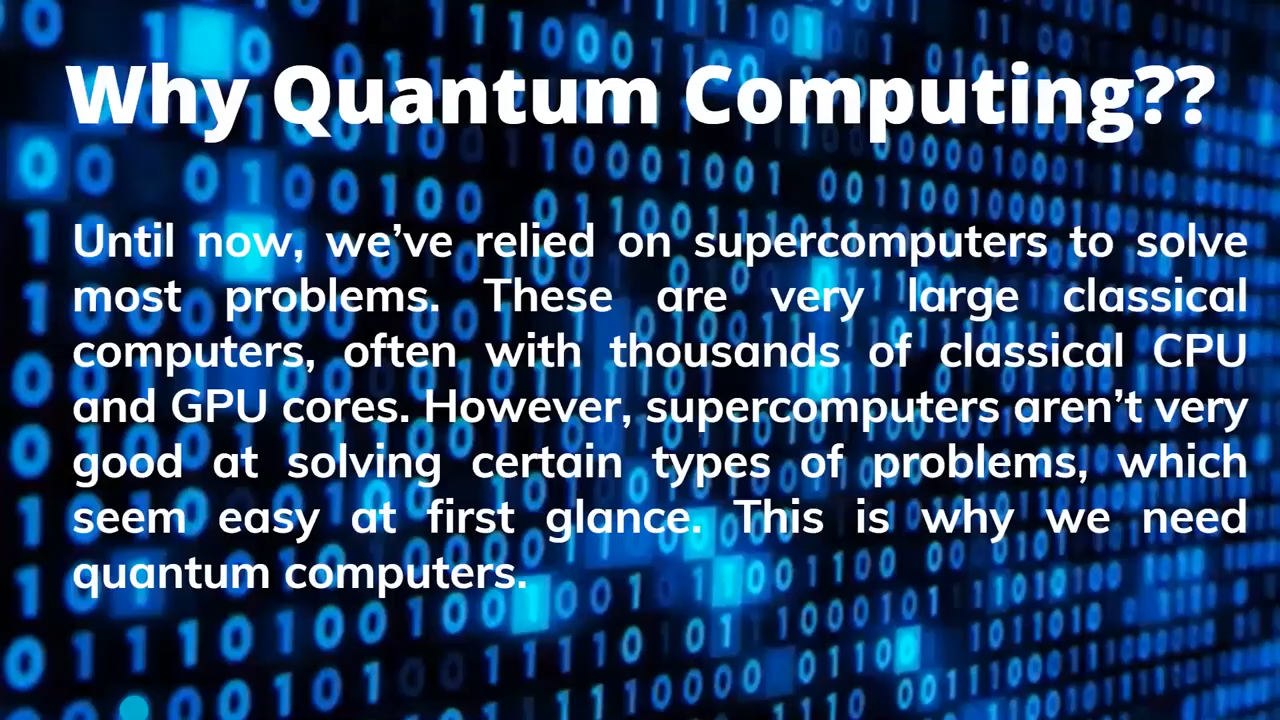 Why Quantum Computing??
Until now, we’ve relied on supercomputers to solve
most problems. These are very large classical
computers, often with thousands of classical CPU
and GPU cores. However, supercomputers aren’t very
good at solving certain types of problems, which
seem easy at first glance. This is why we need
quantum computers.